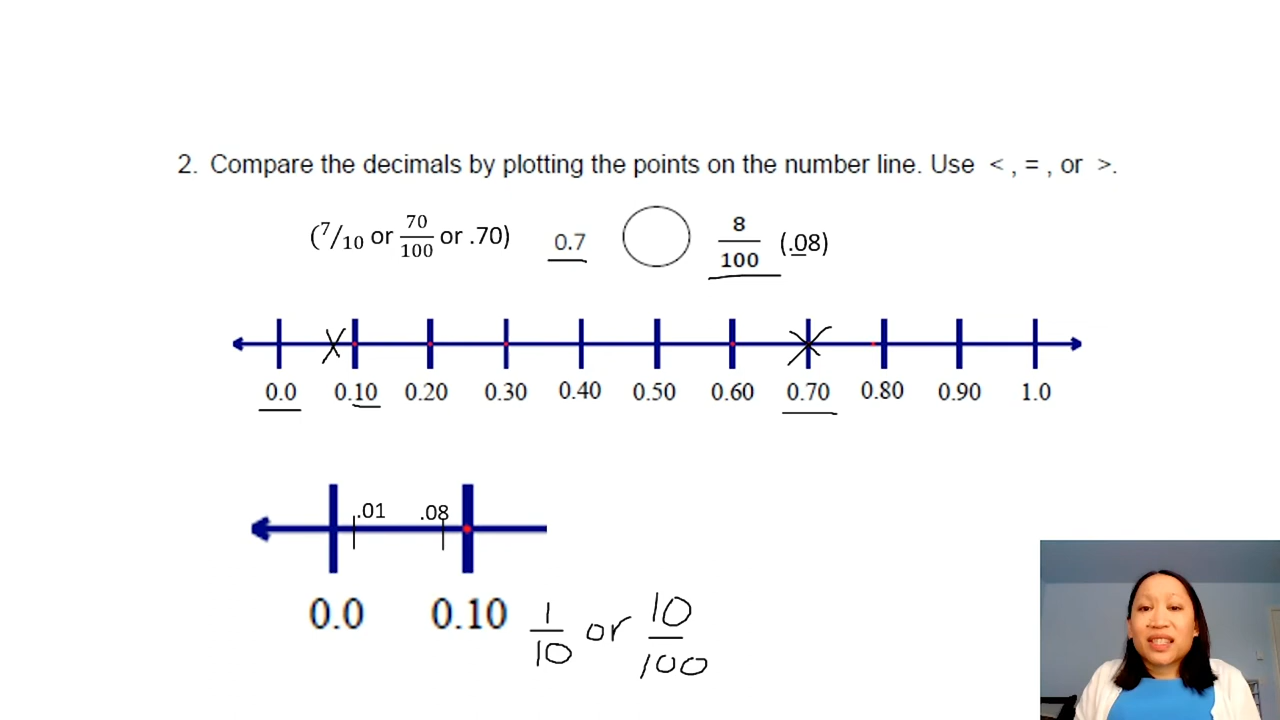 2. Compare the decimals by plotting the points on the number line. Use < , = , or >.
(7/10 or 70/100 or .70) 0.7 8/100 (.08)
0.0 0.10 0.20 0.30 0.40 0.50 0.60 0.70 0.80 0.90 1.0
.01 .08
0.0 0.10 1/10 or 10/100